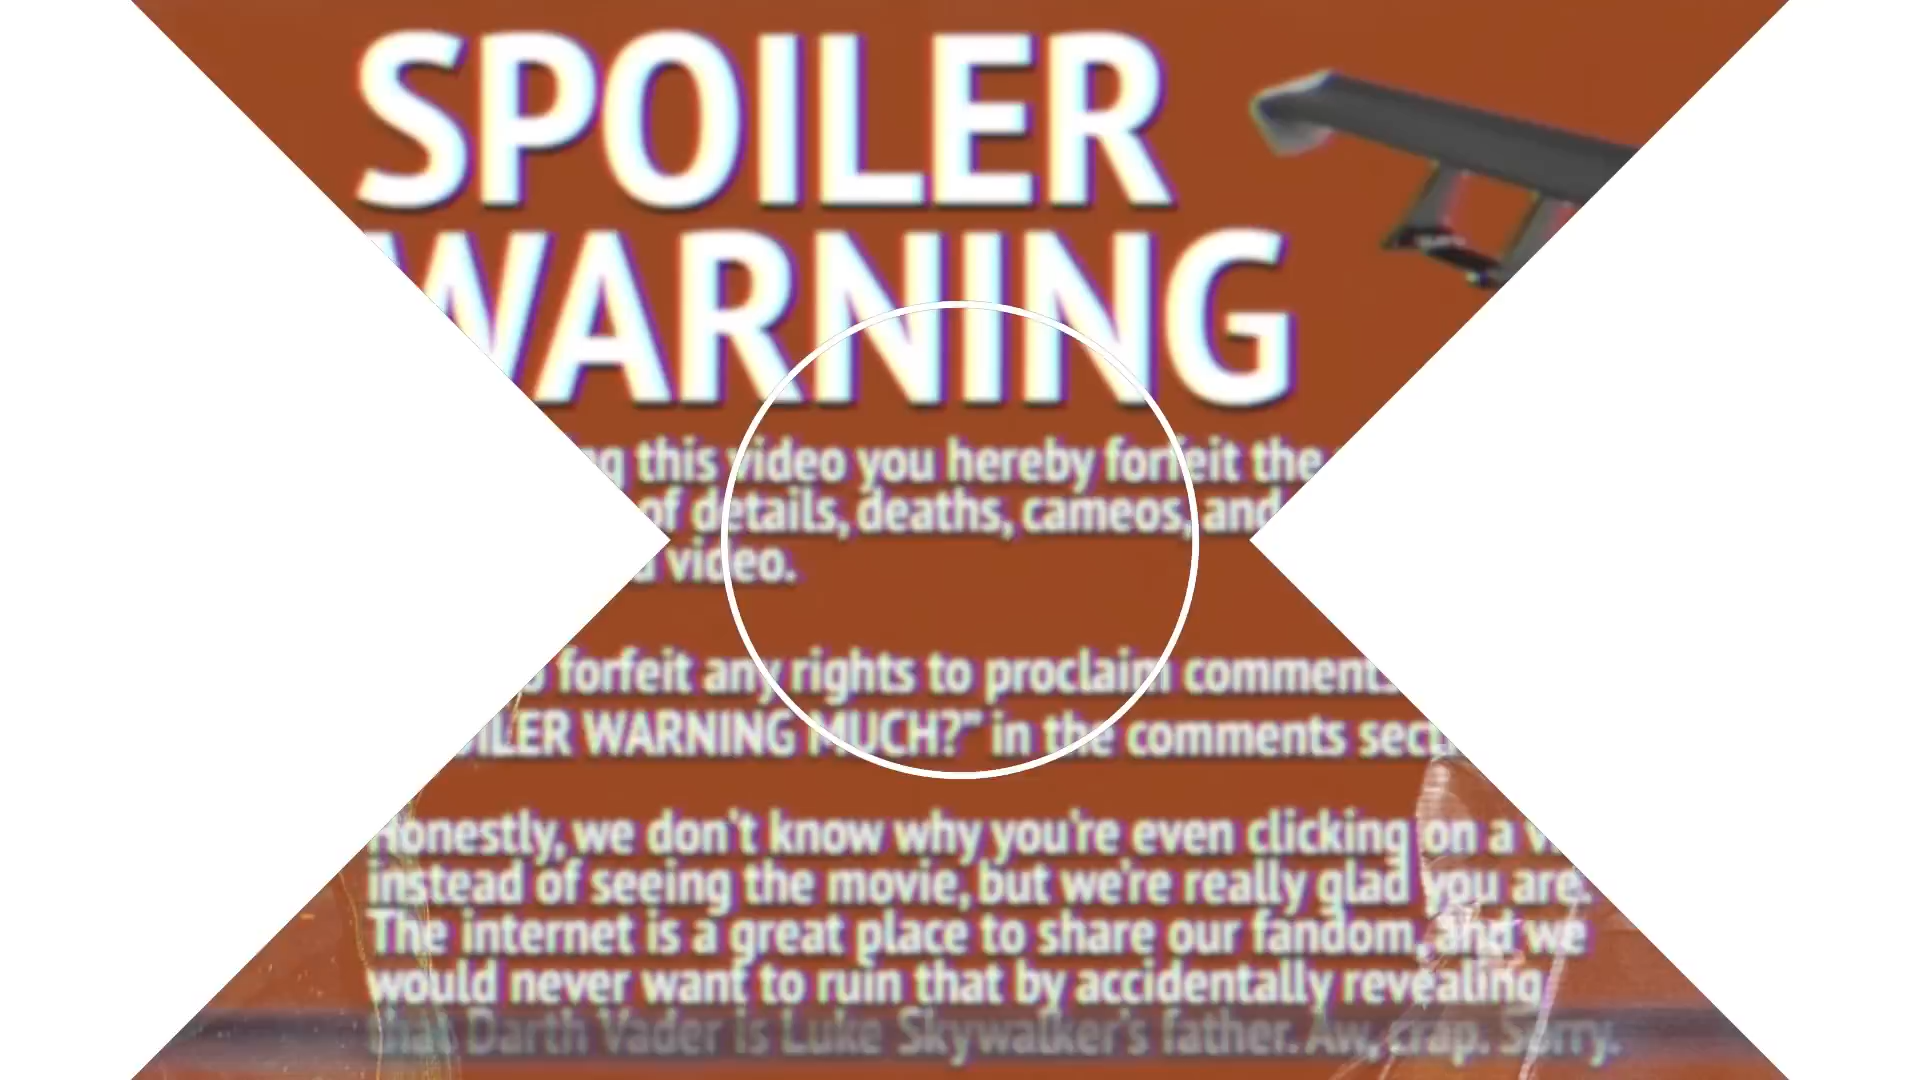 SPOILER
WARNING
this video you hereby forfeit the
of details, deaths, cameos, and
video.
forfeit any rights to proclaim comments
WARNING MUCH?" in the comments
Honestly, we don't know why you're even clicking on a
instead of seeing the movie, but we're really glad you are.
The internet is a great place to share our fandom, and we
would never want to ruin that by accidentally revealing
that Darth Vader is Luke Skywalker's father. Aw, crap. Sorry.